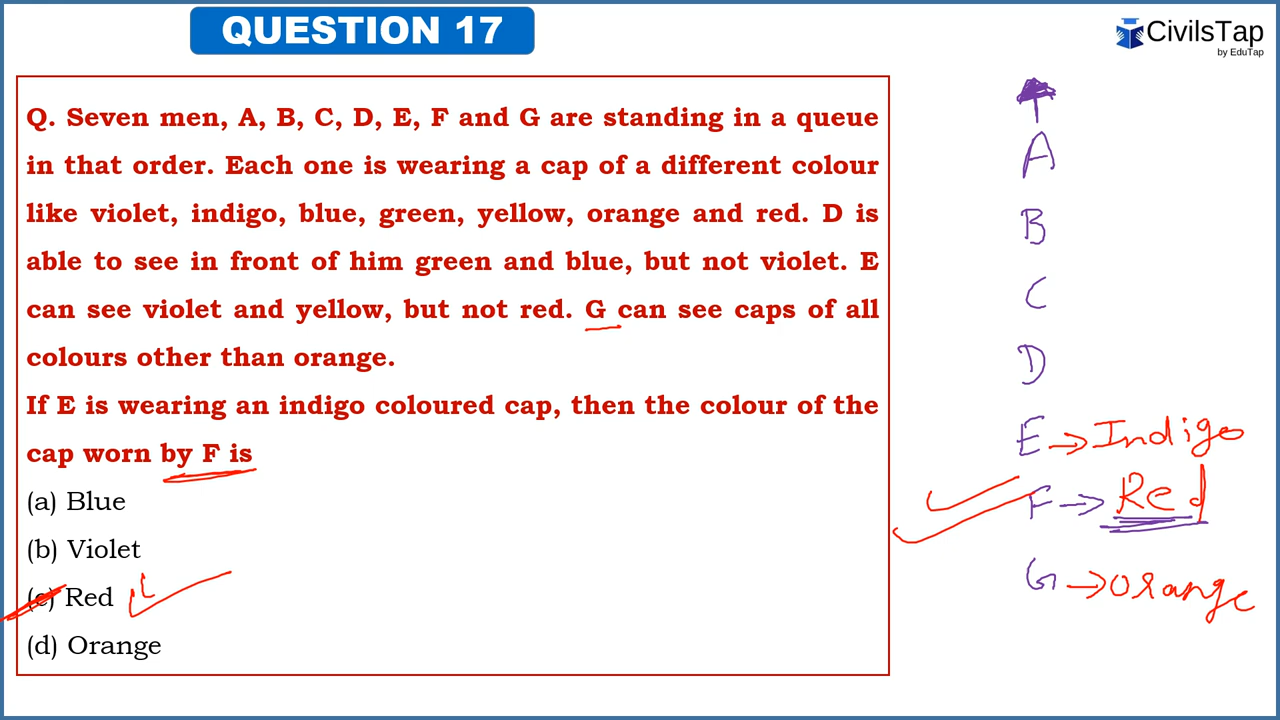 QUESTION 17
CivilsTap
by EduTap
Q. Seven men, A, B, C, D, E, F and G are standing in a queue
in that order. Each one is wearing a cap of a different colour
like violet, indigo, blue, green, yellow, orange and red. D is
able to see in front of him green and blue, but not violet. E
can see violet and yellow, but not red. G can see caps of all
colours other than orange.
If E is wearing an indigo coloured cap, then the colour of the
cap worn by F is
(a) Blue
(b) Violet
(c) Red
(d) Orange
A
B
C
D
E → Indigo
F → Red
G → Orange